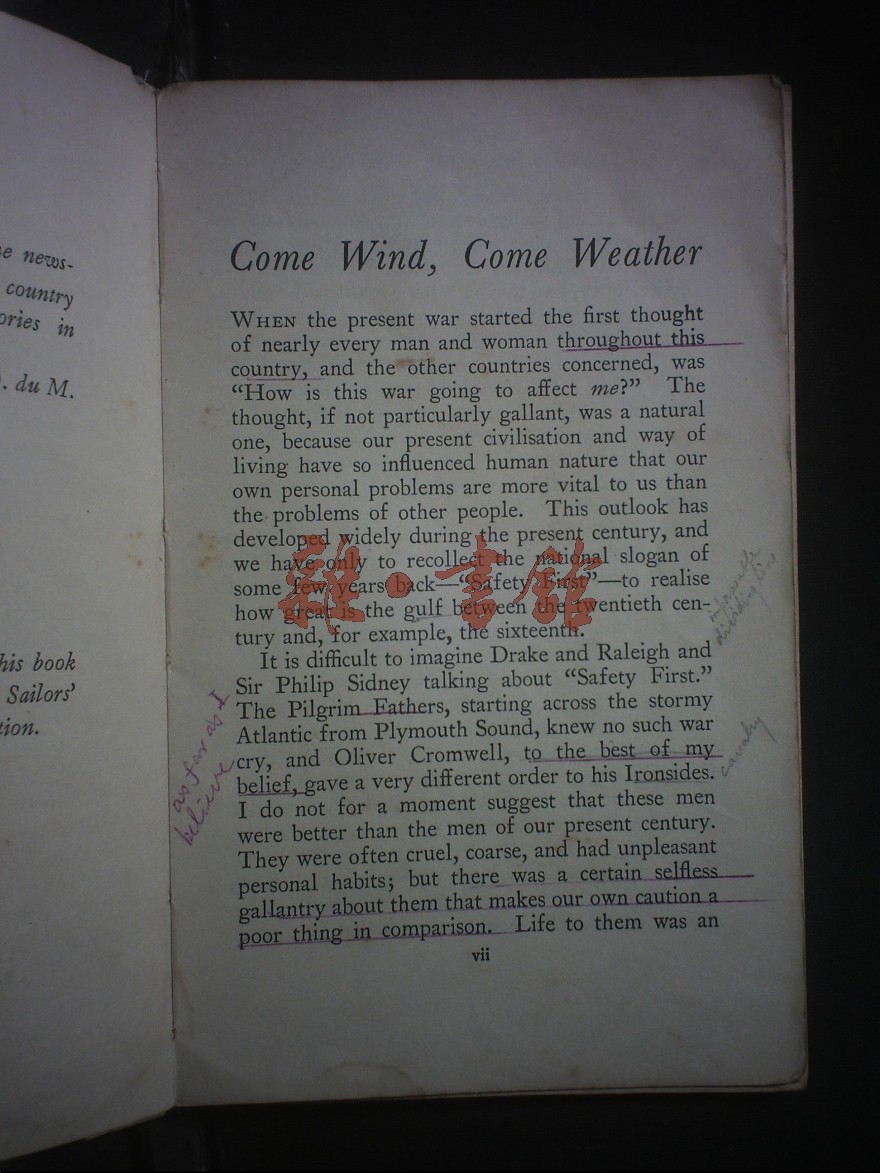 e news-
country
ories in
. du M.
his book
Sailors'
tion.
Come Wind, Come Weather
WHEN the present war started the first thought
of nearly every man and woman throughout this
country, and the other countries concerned, was
“How is this war going to affect me?” The
thought, if not particularly gallant, was a natural
one, because our present civilisation and way of
living have so influenced human nature that our
own personal problems are more vital to us than
the problems of other people. This outlook has
developed widely during the present century, and
we have only to recollect the national slogan of
some few years back—“Safety First”—to realise
how great is the gulf between the twentieth cen-
tury and, for example, the sixteenth.
It is difficult to imagine Drake and Raleigh and
Sir Philip Sidney talking about “Safety First.”
The Pilgrim Fathers, starting across the stormy
Atlantic from Plymouth Sound, knew no such war
cry, and Oliver Cromwell, to the best of my
belief, gave a very different order to his Ironsides.
I do not for a moment suggest that these men
were better than the men of our present century.
They were often cruel, coarse, and had unpleasant
personal habits; but there was a certain selfless
gallantry about them that makes our own caution a
poor thing in comparison. Life to them was an
vii
as far as I
believe
dividing line
cavalry
雜·書館